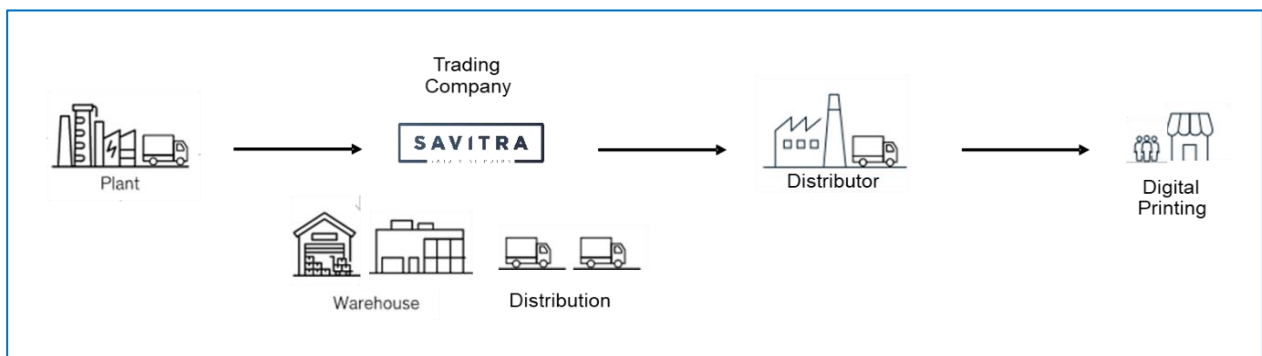 Trading
Company
SAVITRA
Plant
Distributor
Digital
Printing
Warehouse
Distribution